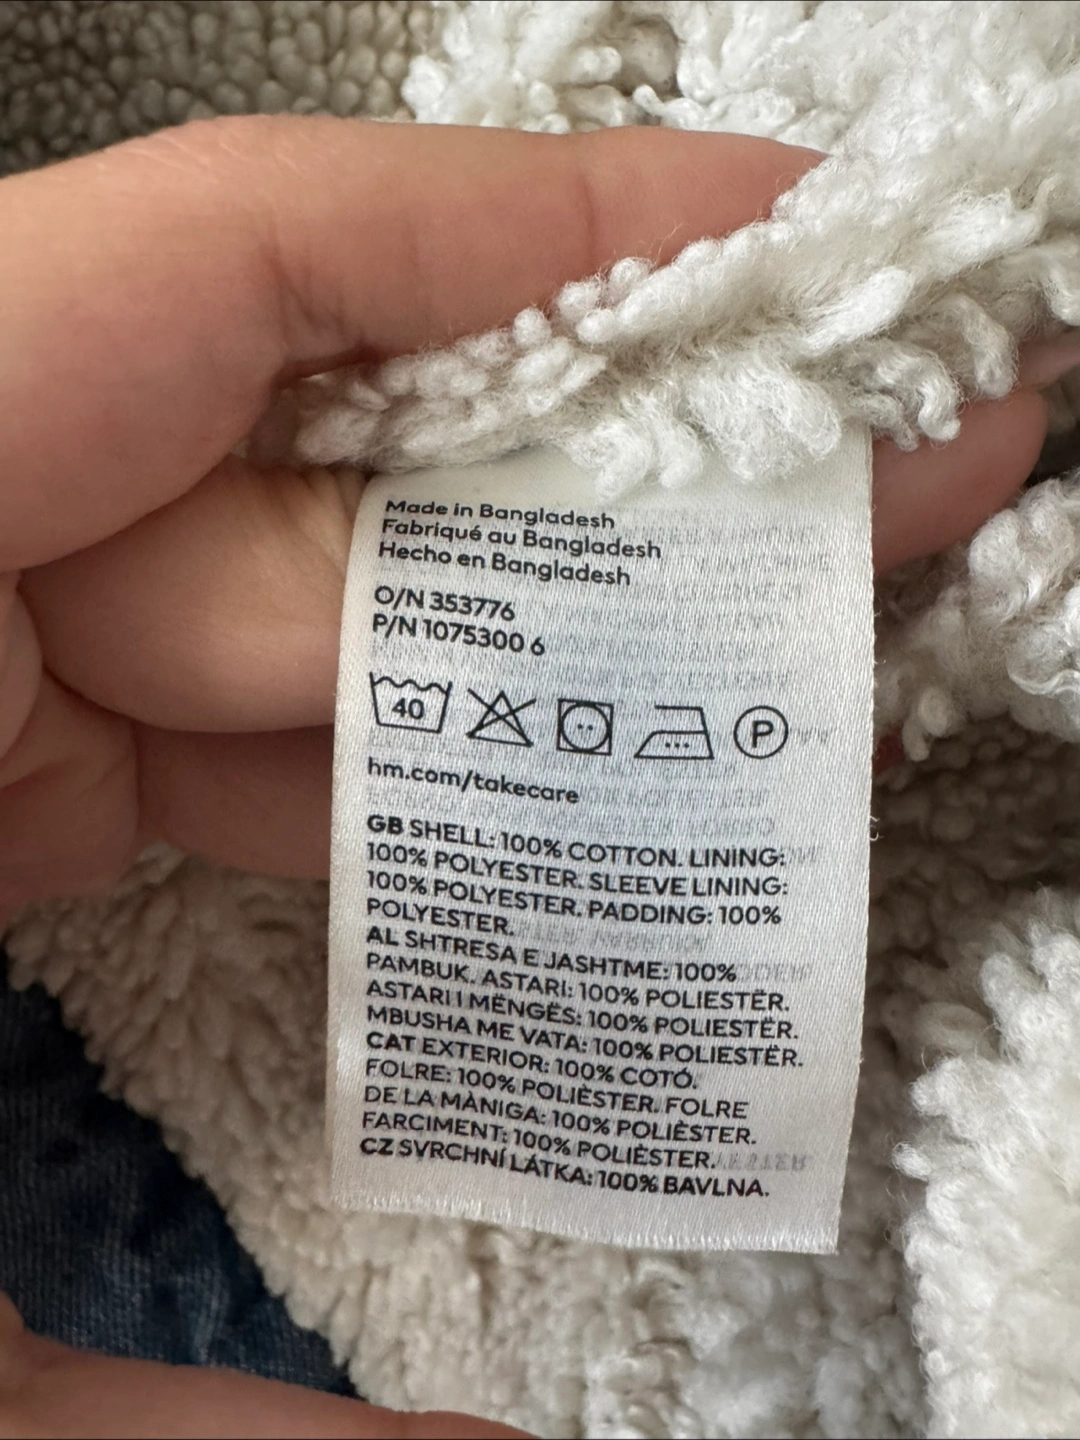 Made in Bangladesh
Fabriqué au Bangladesh
Hecho en Bangladesh
O/N 353776
P/N 1075300 6
40
P
hm.com/takecare
GB SHELL: 100% COTTON. LINING:
100% POLYESTER. SLEEVE LINING:
100% POLYESTER. PADDING: 100%
POLYESTER.
AL SHTRESA E JASHTME: 100%
PAMBUK. ASTARI: 100% POLIESTËR.
ASTARI I MËNGËS: 100% POLIESTËR.
MBUSHA ME VATA: 100% POLIESTËR.
CAT EXTERIOR: 100% COTÓ.
FOLRE: 100% POLIÈSTER. FOLRE
DE LA MÀNIGA: 100% POLIÈSTER.
FARCIMENT: 100% POLIÈSTER.
CZ SVRCHNÍ LÁTKA: 100% BAVLNA.